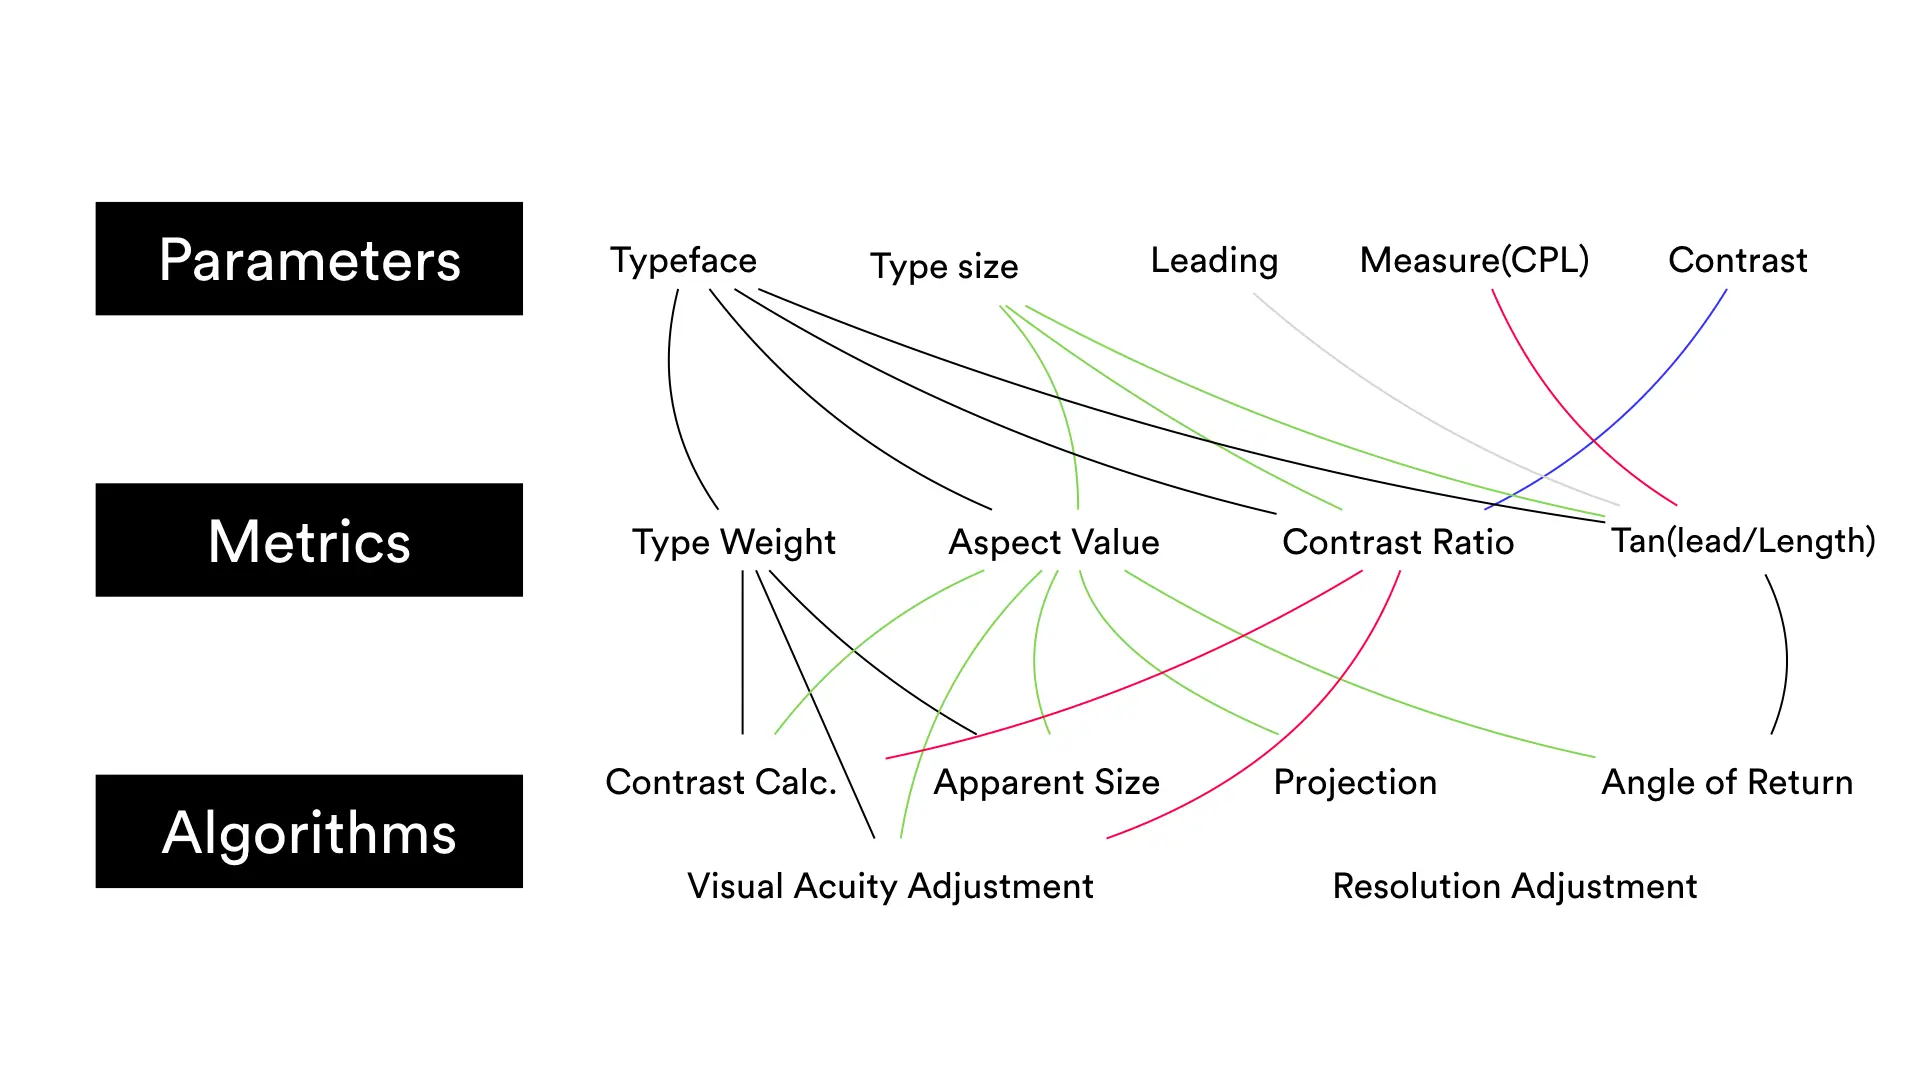 Parameters
Typeface
Type size
Leading
Measure(CPL)
Contrast
Metrics
Type Weight
Aspect Value
Contrast Ratio
Tan(lead/Length)
Algorithms
Contrast Calc.
Apparent Size
Projection
Angle of Return
Visual Acuity Adjustment
Resolution Adjustment